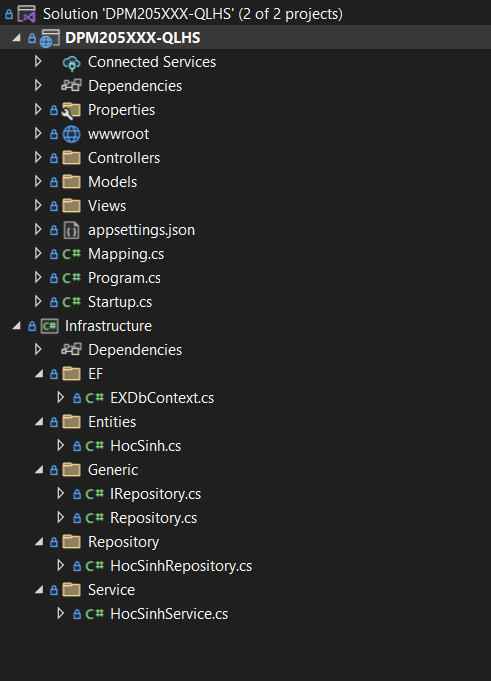 Solution 'DPM205XXX-QLHS' (2 of 2 projects)
DPM205XXX-QLHS
Connected Services
Dependencies
Properties
wwwroot
Controllers
Models
Views
appsettings.json
C# Mapping.cs
C# Program.cs
C# Startup.cs
C# Infrastructure
Dependencies
EF
C# EXDbContext.cs
Entities
C# HocSinh.cs
Generic
C# IRepository.cs
C# Repository.cs
Repository
C# HocSinhRepository.cs
Service
C# HocSinhService.cs